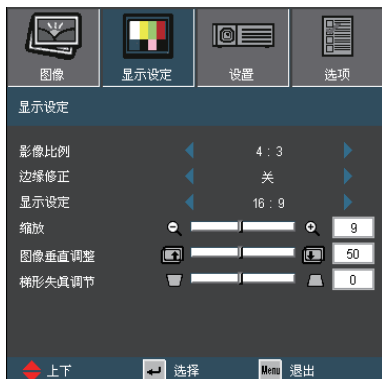 图像 显示设定 设置 选项
显示设定
影像比例 4 : 3
边缘修正 关
显示设定 16 : 9
缩放 9
图像垂直调整 50
梯形失真调节 0
上下 选择 Menu 退出